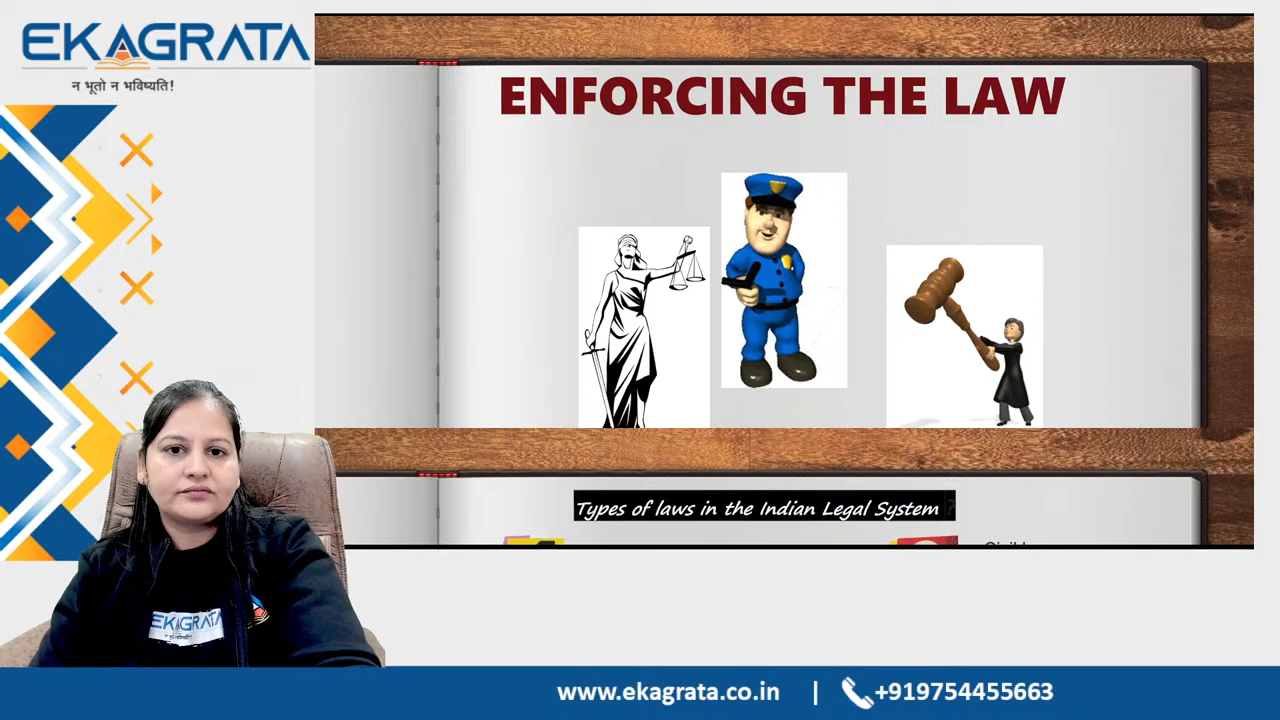 EKAGRATA
न भूतो न भविष्यति!
ENFORCING THE LAW
Types of laws in the Indian Legal System
EKAGRATA
www.ekagrata.co.in | +919754455663